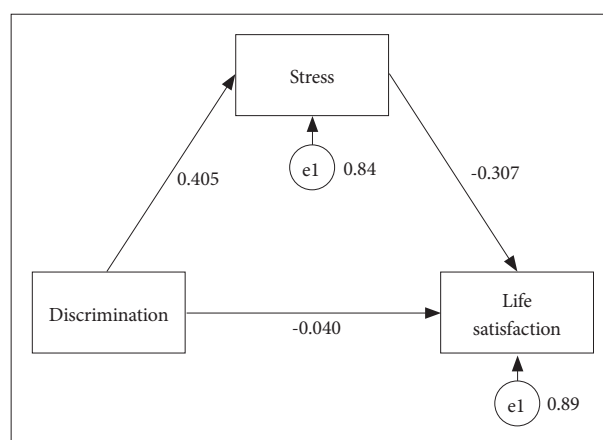 Stress
e1
0.84
0.405
-0.307
Discrimination
Life
satisfaction
-0.040
e1
0.89